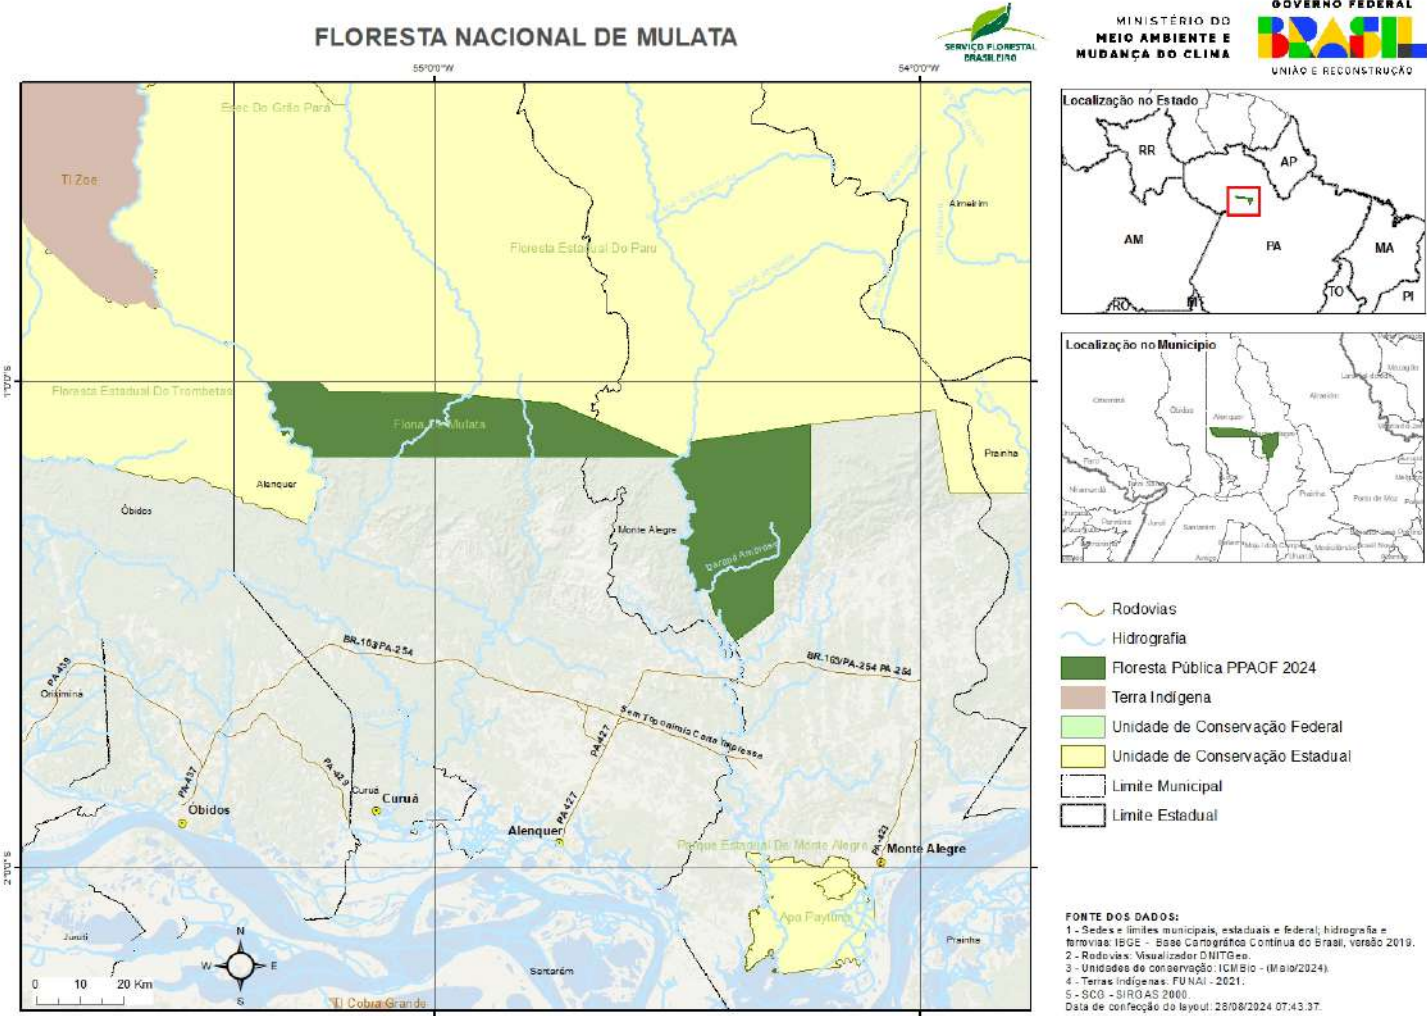 FLORESTA NACIONAL DE MULATA
SERVIÇO FLORESTAL
BRASILEIRO
MINISTÉRIO DO
MEIO AMBIENTE E
MUDANÇA DO CLIMA
GOVERNO FEDERAL
BRASIL
UNIÃO E RECONSTRUÇÃO
55°0'0"W
54°0'0"W
1°0'0"S
2°0'0"S
Esec Do Grão Pará
TI Zoe
Almeirim
Floresta Estadual Do Paru
Floresta Estadual Do Trombetas
Flona De Mulata
Prainha
Alenquer
Óbidos
Monte Alegre
Igarapé Ambrósio
BR-163/PA-254
BR-163/PA-254 PA-254
PA-439
Oriximiná
Sem Toponimia Carta Impressa
PA-427
PA-437
PA-429
Curuá
Curuá
Óbidos
PA-427
Alenquer
PA-423
Parque Estadual De Monte Alegre
Monte Alegre
Apa Paytuna
Juruti
Prainha
Santarém
TI Cobra Grande
N
W
E
S
0 10 20 Km
Localização no Estado
RR
AP
AM
PA
MA
TO
PI
RO
MT
Localização no Município
Oriximiná
Óbidos
Alenquer
Almeirim
Mazagão
Prainha
Porto de Moz
Juruti
Santarém
Rodovias
Hidrografia
Floresta Pública PPAOF 2024
Terra Indígena
Unidade de Conservação Federal
Unidade de Conservação Estadual
Limite Municipal
Limite Estadual
FONTE DOS DADOS:
1 - Sedes e limites municipais, estaduais e federal; hidrografia e
ferrovias: IBGE - Base Cartográfica Contínua do Brasil, versão 2019.
2 - Rodovias: Visualizador DNITGeo.
3 - Unidades de conservação: ICMBio - (Maio/2024).
4 - Terras Indígenas: FUNAI - 2021.
5 - SCG - SIRGAS 2000.
Data de confecção do layout: 28/08/2024 07:43:37.